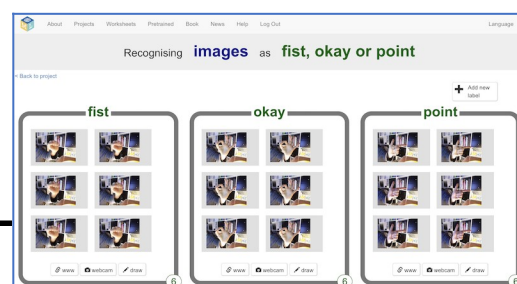 About Projects Worksheets Pretrained Book News Help Log Out Language
Recognising images as fist, okay or point
Back to project
Add new
label
fist okay point
www webcam draw www webcam draw www webcam draw
6 6 6